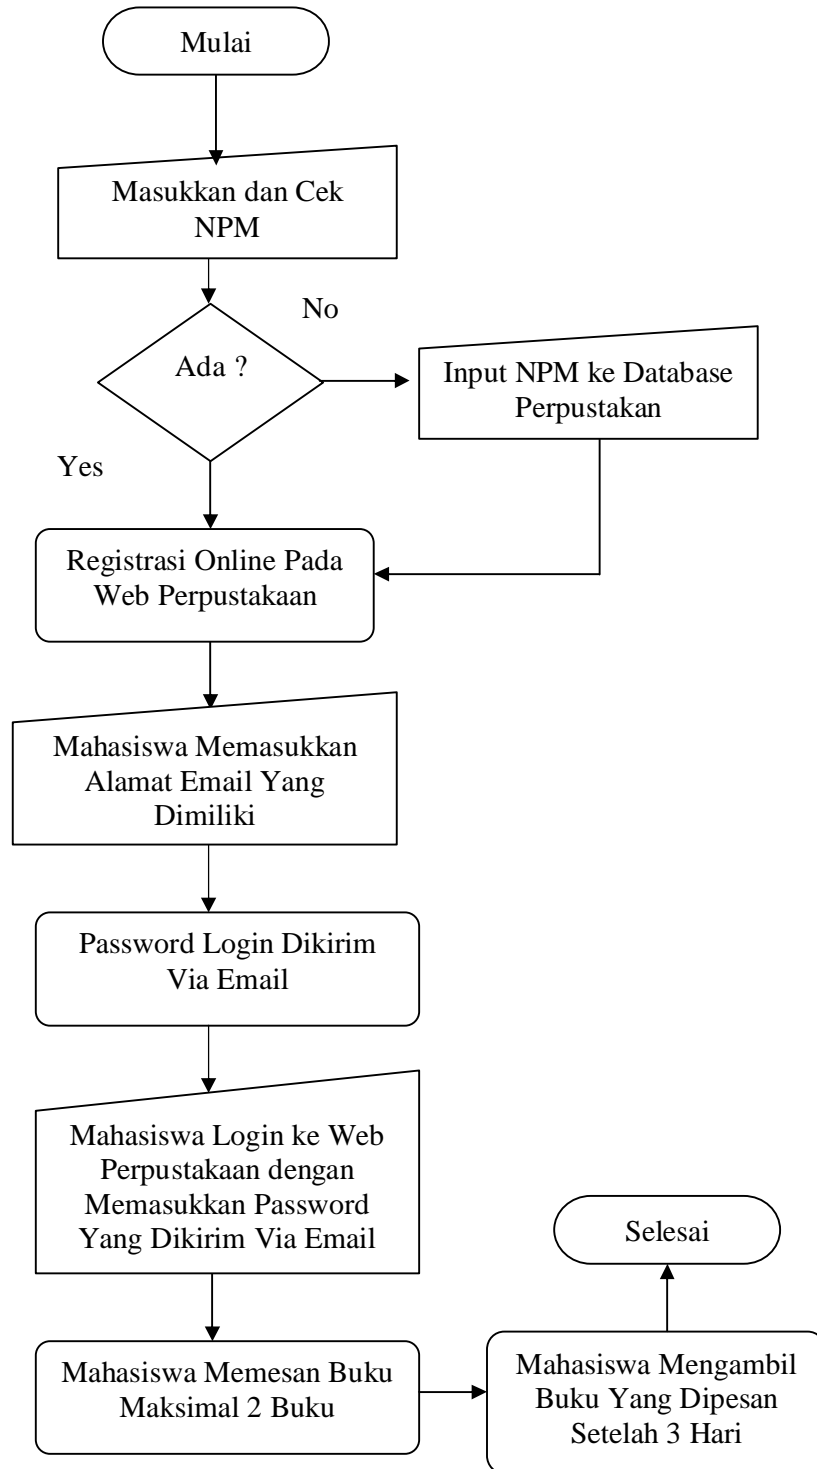 Mulai
Masukkan dan Cek
NPM
No
Ada ?
Input NPM ke Database
Perpustakan
Yes
Registrasi Online Pada
Web Perpustakaan
Mahasiswa Memasukkan
Alamat Email Yang
Dimiliki
Password Login Dikirim
Via Email
Mahasiswa Login ke Web
Perpustakaan dengan
Memasukkan Password
Yang Dikirim Via Email
Mahasiswa Memesan Buku
Maksimal 2 Buku
Mahasiswa Mengambil
Buku Yang Dipesan
Setelah 3 Hari
Selesai